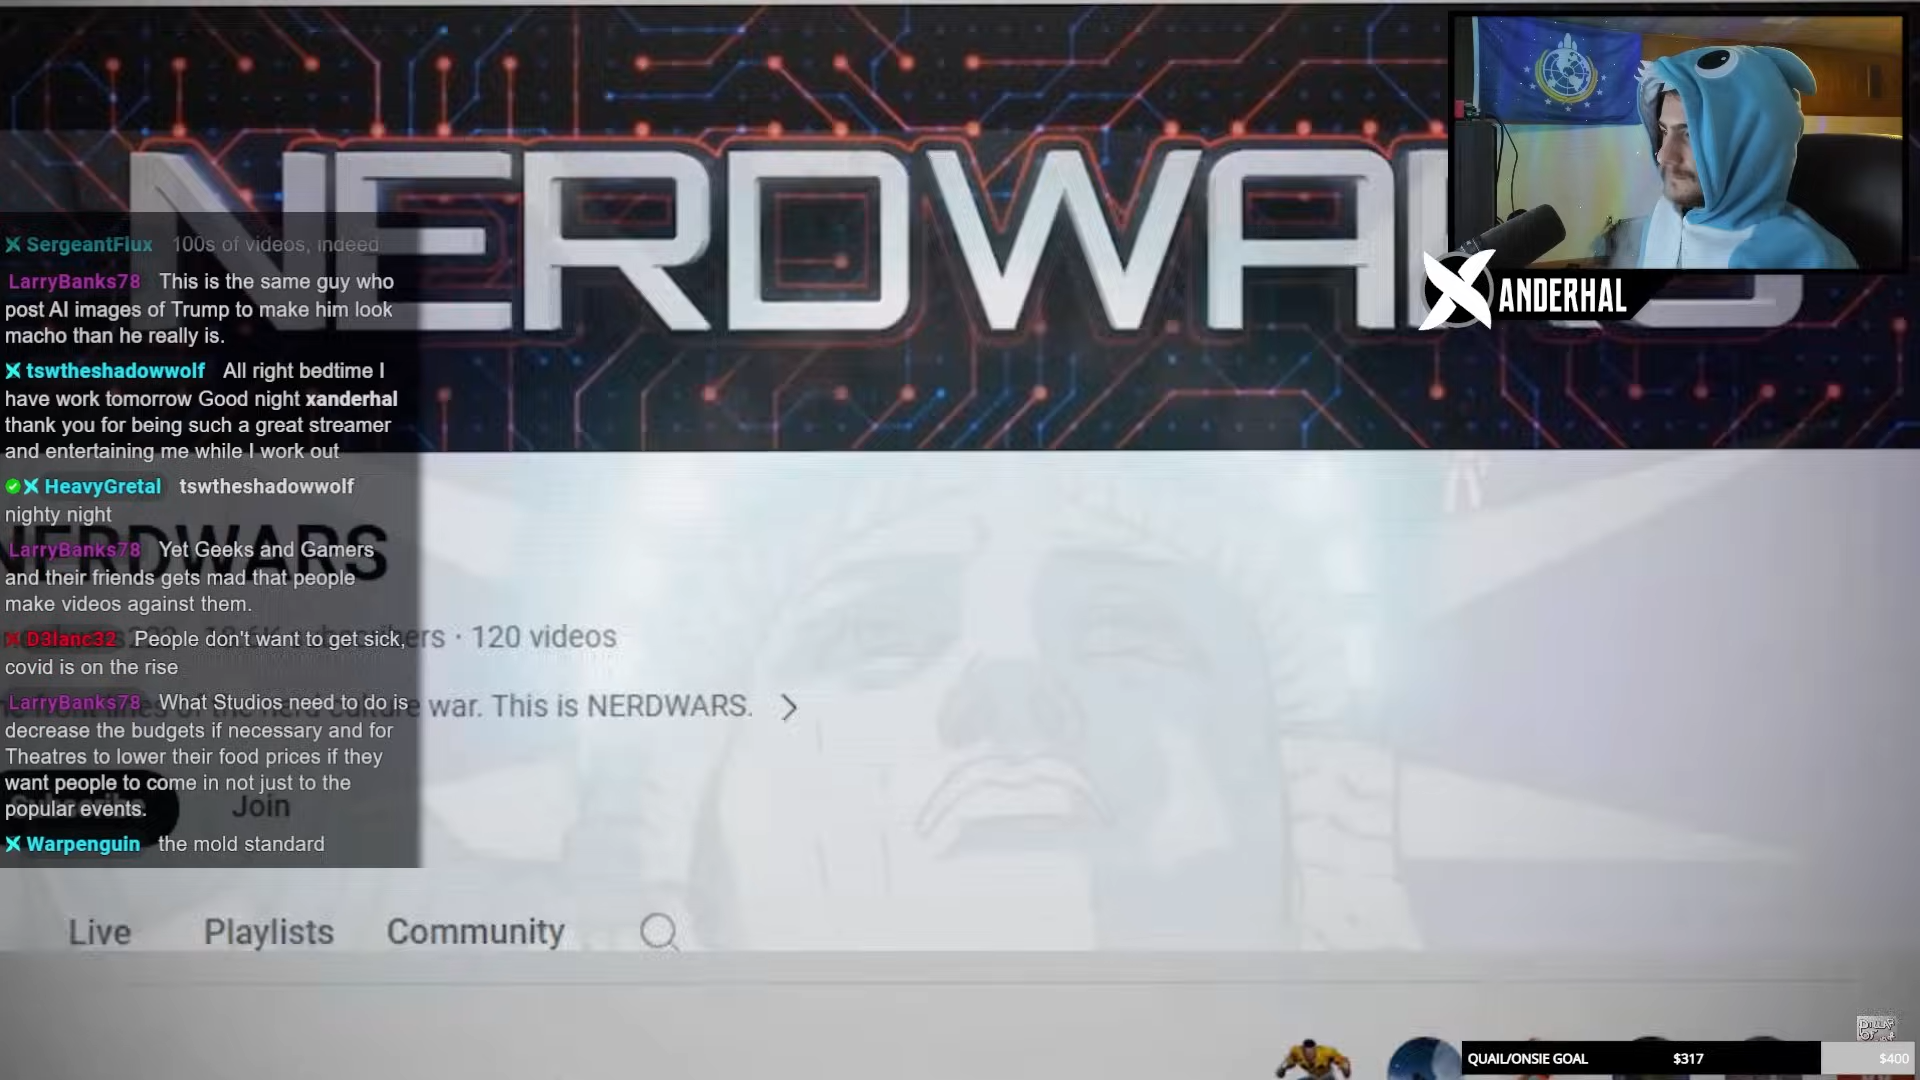 NERDWA
XANDERHAL
SergeantFlux 100s of videos, indeed
LarryBanks78 This is the same guy who
post AI images of Trump to make him look
macho than he really is.
tswtheshadowwolf All right bedtime I
have work tomorrow Good night xanderhal
thank you for being such a great streamer
and entertaining me while I work out
HeavyGretal tswtheshadowwolf
nighty night
NERDWARS
LarryBanks78 Yet Geeks and Gamers
and their friends gets mad that people
make videos against them.
D3lanc32 People don't want to get sick,
covid is on the rise
· 120 videos
LarryBanks78 What Studios need to do is
decrease the budgets if necessary and for
Theatres to lower their food prices if they
want people to come in not just to the
popular events.
war. This is NERDWARS.
Subscribe Join
Warpenguin the mold standard
Live Playlists Community
QUAIL/ONSIE GOAL $317 $400